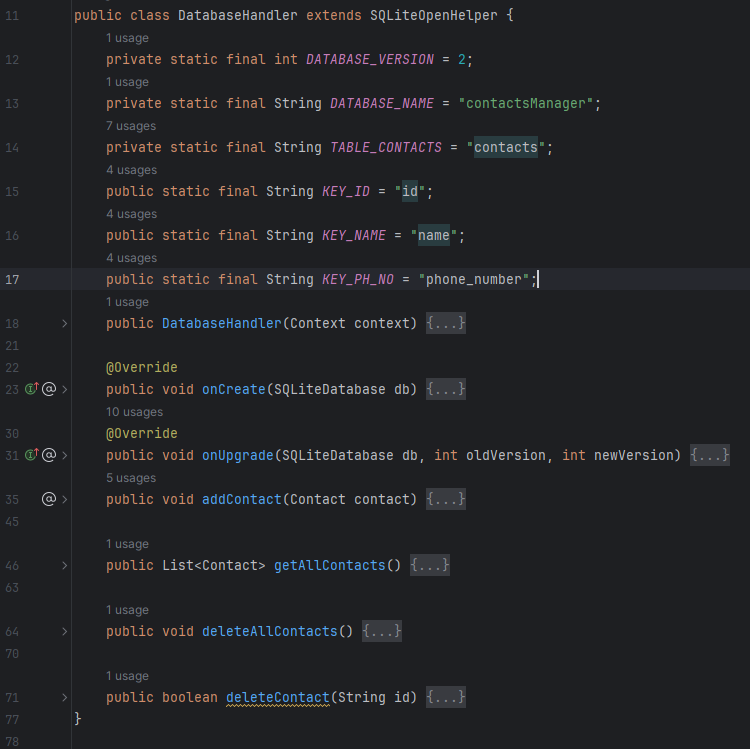 11 public class DatabaseHandler extends SQLiteOpenHelper {
1 usage
12 private static final int DATABASE_VERSION = 2;
1 usage
13 private static final String DATABASE_NAME = "contactsManager";
7 usages
14 private static final String TABLE_CONTACTS = "contacts";
4 usages
15 public static final String KEY_ID = "id";
4 usages
16 public static final String KEY_NAME = "name";
4 usages
17 public static final String KEY_PH_NO = "phone_number";
1 usage
18 public DatabaseHandler(Context context) {...}
21
22 @Override
23 public void onCreate(SQLiteDatabase db) {...}
10 usages
30 @Override
31 public void onUpgrade(SQLiteDatabase db, int oldVersion, int newVersion) {...}
5 usages
35 public void addContact(Contact contact) {...}
45
1 usage
46 public List<Contact> getAllContacts() {...}
63
1 usage
64 public void deleteAllContacts() {...}
70
1 usage
71 public boolean deleteContact(String id) {...}
77 }
78